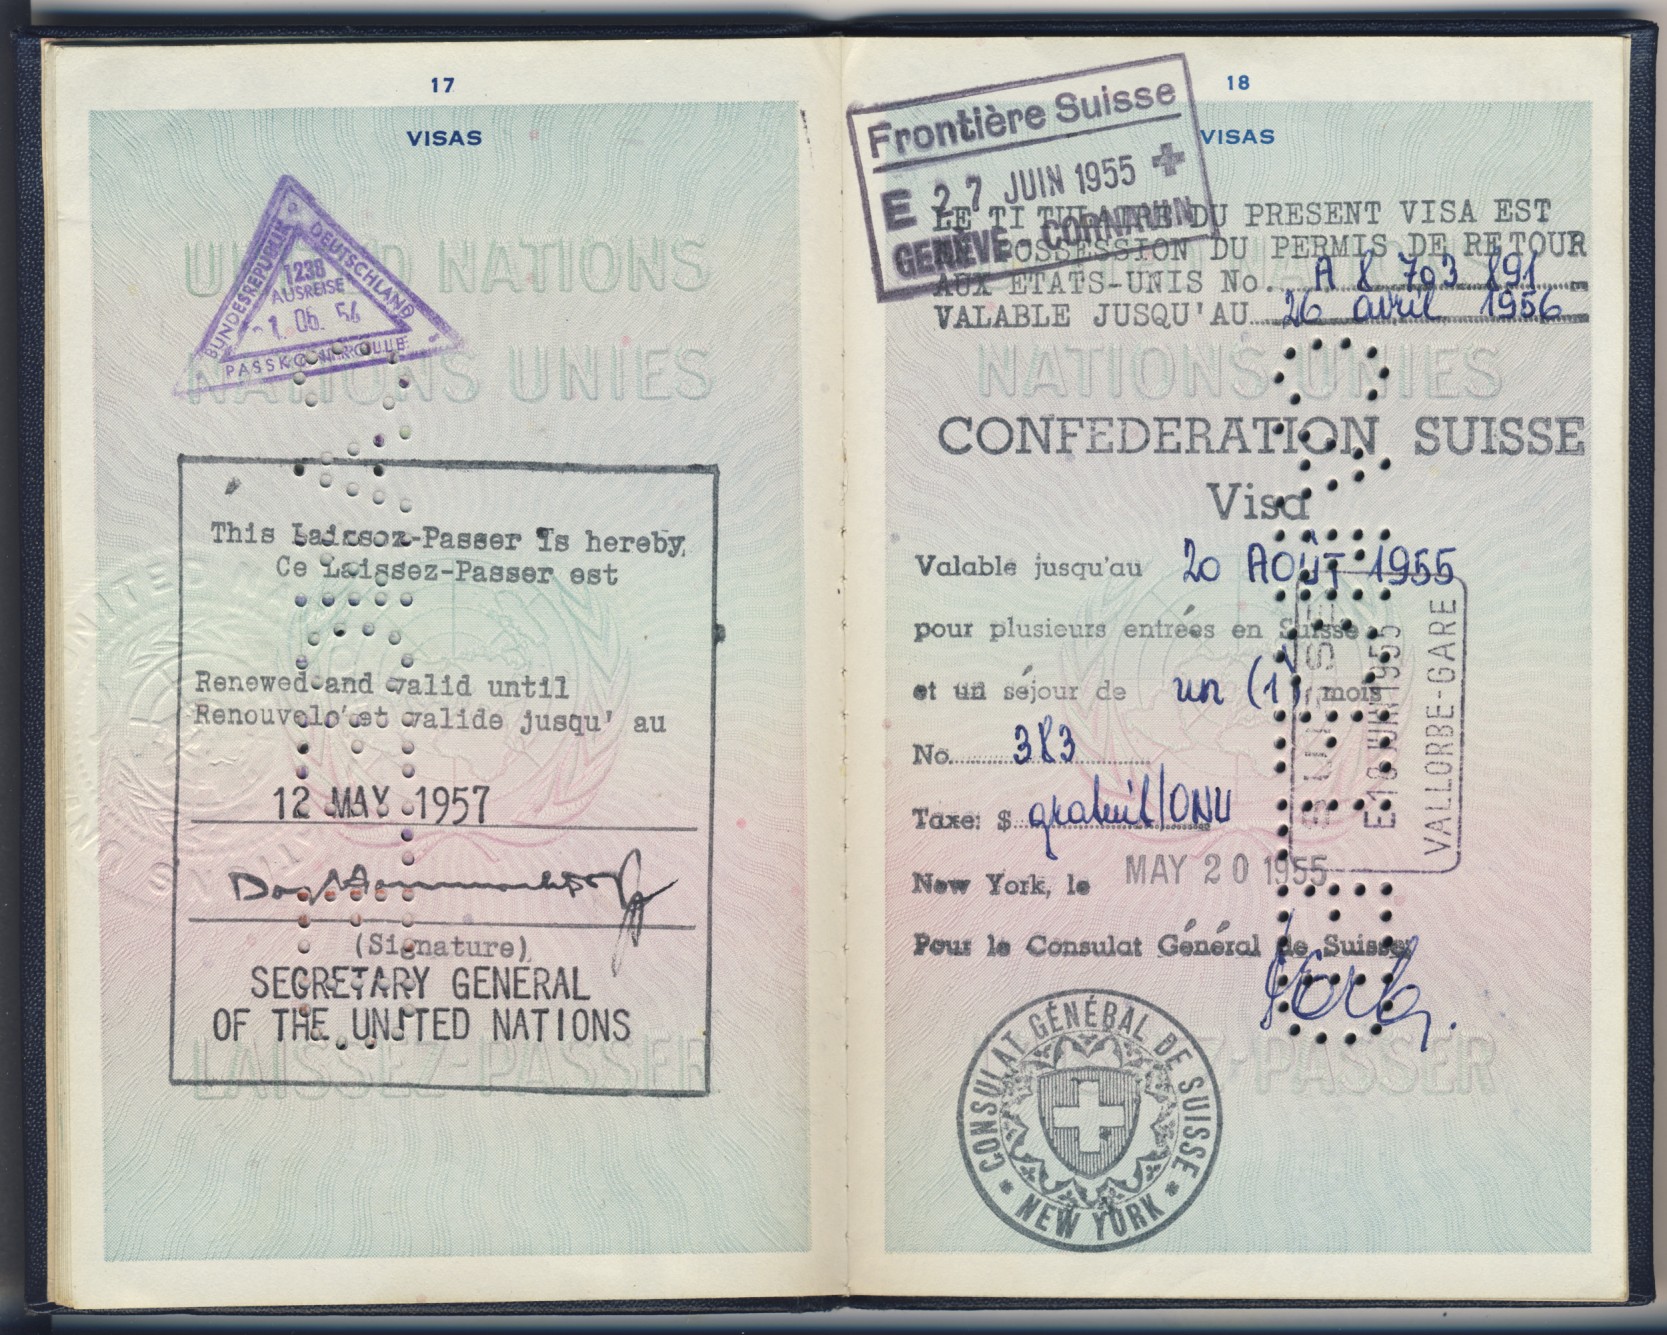 17
VISAS
UNITED NATIONS
NATIONS UNIES
BUNDESREPUBLIK DEUTSCHLAND
1238
AUSREISE
1. 06. 54
PASSKONTROLLE
This Laissez-Passer is hereby,
Ce Laissez-Passer est
Renewed and valid until
Renouvelé et valide jusqu' au
12 MAY 1957
Dag Hammarskjöld
(Signature)
SECRETARY GENERAL
OF THE UNITED NATIONS
LAISSEZ-PASSER
18
VISAS
Frontière Suisse
E 27 JUIN 1955
GENÈVE-CORNAVIN
LE TITULAIRE DU PRESENT VISA EST
POSSESSION DU PERMIS DE RETOUR
AUX ETATS-UNIS No. A 8 703 891
VALABLE JUSQU'AU 26 avril 1956
NATIONS UNIES
CONFEDERATION SUISSE
Visa
Valable jusqu'au 20 AOÛT 1955
pour plusieurs entrées en Suisse
et un séjour de un (1) mois
No. 383
Taxe: $ gratuit/ONU
New York, le MAY 20 1955
Pour le Consulat Général de Suisse:
VALLORBE-GARE
CONSULAT GÉNÉRAL DE SUISSE
* NEW YORK *
Z-PASSER